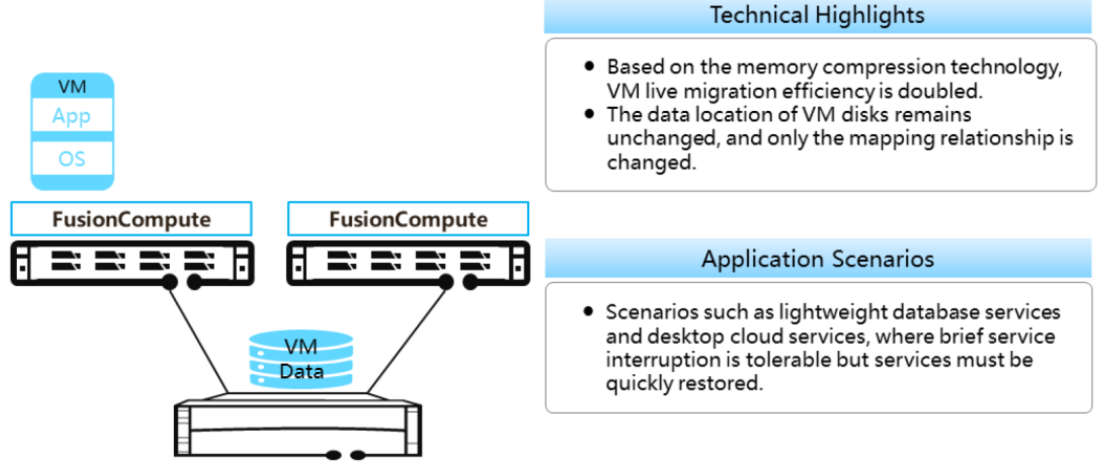 VM
App
OS
FusionCompute
FusionCompute
VM
Data
Technical Highlights
● Based on the memory compression technology,
VM live migration efficiency is doubled.
● The data location of VM disks remains
unchanged, and only the mapping relationship is
changed.
Application Scenarios
● Scenarios such as lightweight database services
and desktop cloud services, where brief service
interruption is tolerable but services must be
quickly restored.